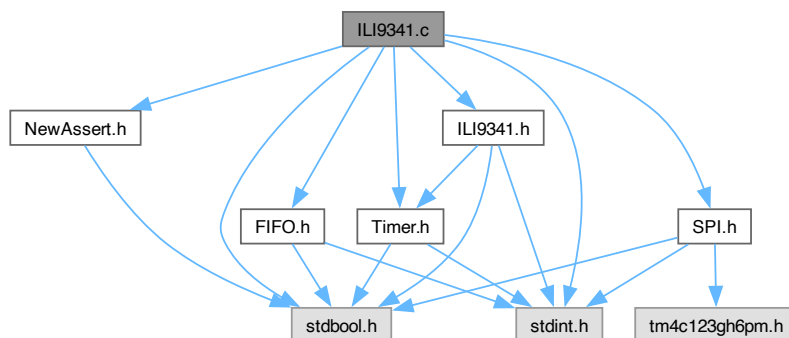 ILI9341.c
NewAssert.h
ILI9341.h
FIFO.h
Timer.h
SPI.h
stdbool.h
stdint.h
tm4c123gh6pm.h